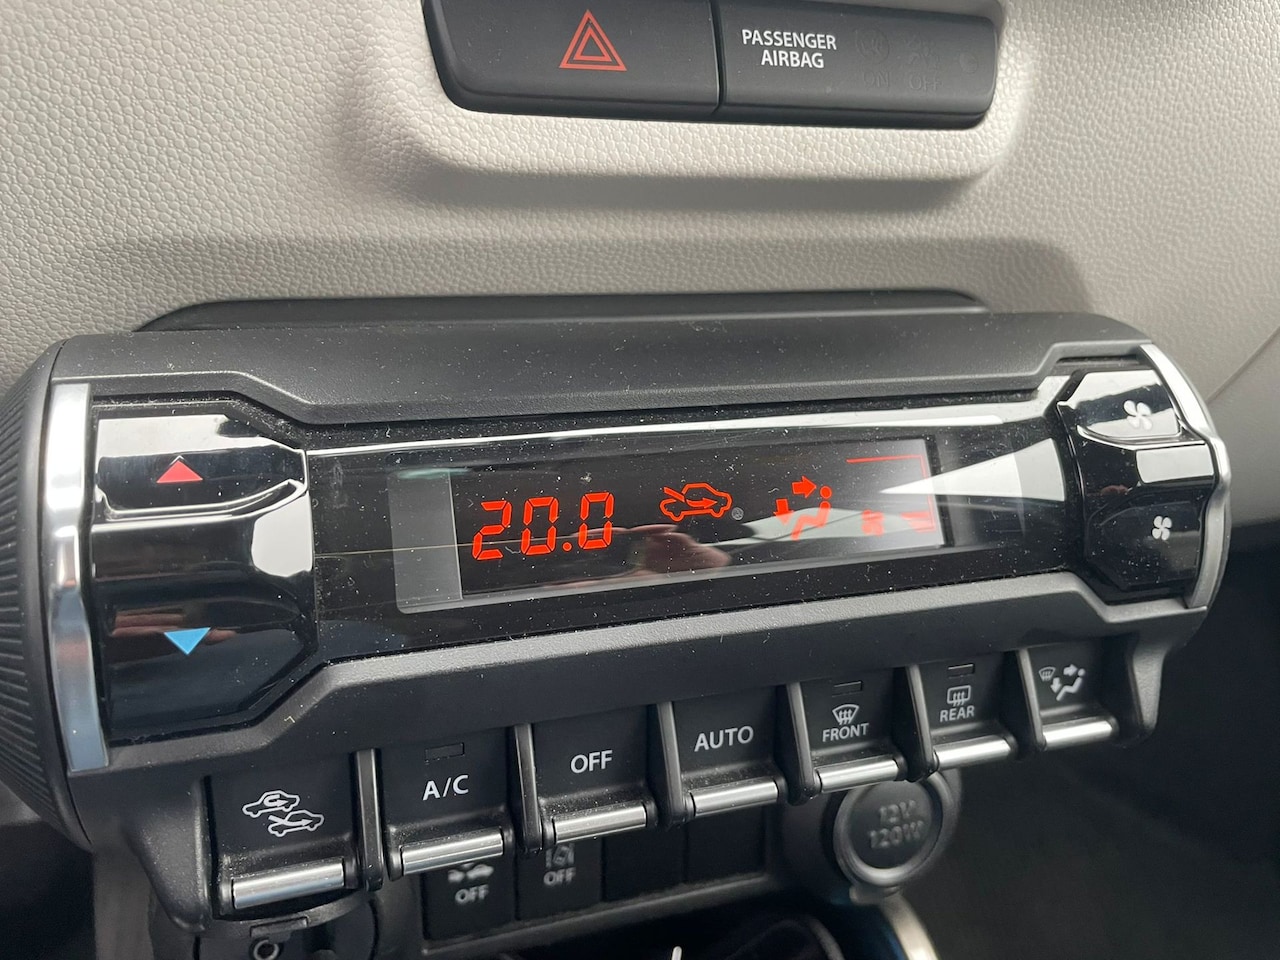 PASSENGER
AIRBAG
ON OFF
20.0
A/C
OFF
AUTO
FRONT
REAR
OFF
OFF
12V
120W